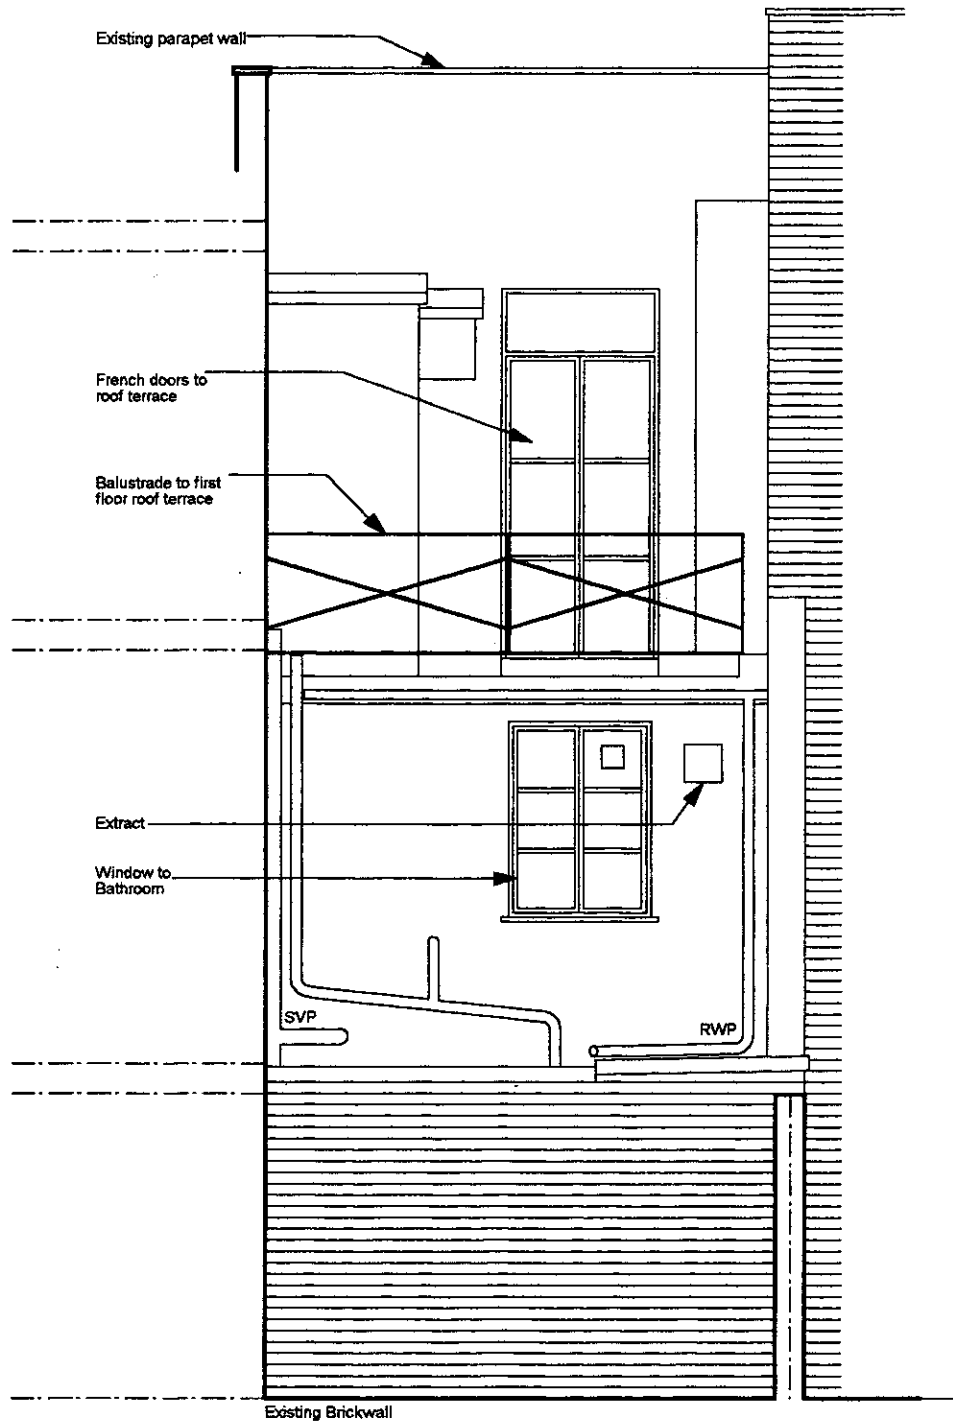 Existing parapet wall
French doors to
roof terrace
Balustrade to first
floor roof terrace
Extract
Window to
Bathroom
SVP
RWP
Existing Brickwall